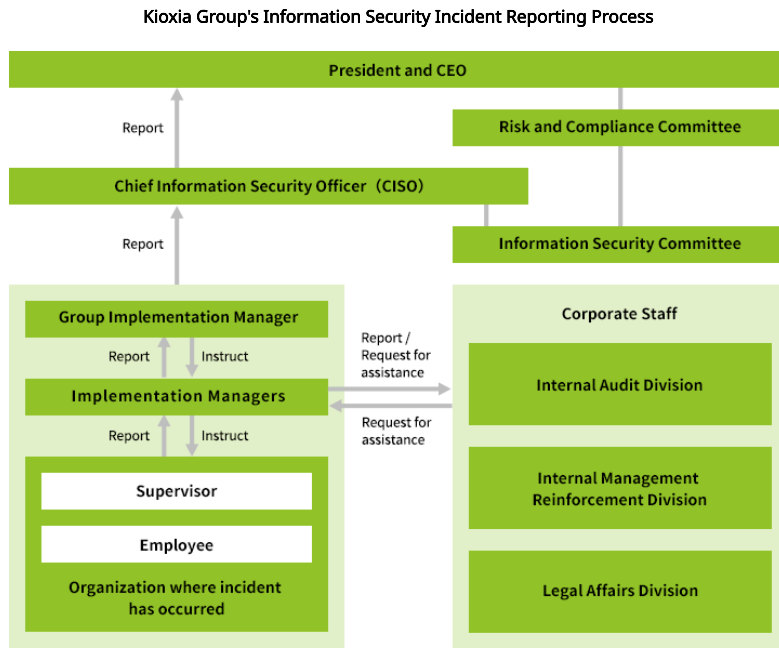 Kioxia Group's Information Security Incident Reporting Process
President and CEO
Report
Risk and Compliance Committee
Chief Information Security Officer（CISO）
Report
Information Security Committee
Group Implementation Manager
Report
Instruct
Implementation Managers
Report
Instruct
Supervisor
Employee
Organization where incident
has occurred
Report /
Request for
assistance
Request for
assistance
Corporate Staff
Internal Audit Division
Internal Management
Reinforcement Division
Legal Affairs Division